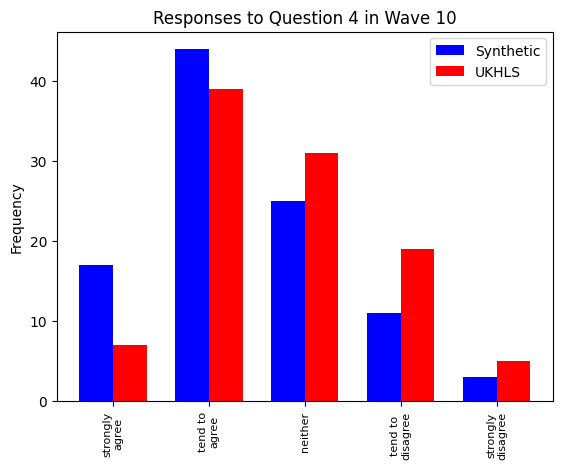 Responses to Question 4 in Wave 10
Synthetic
UKHLS
Frequency
40
30
20
10
0
strongly
agree
tend to
agree
neither
tend to
disagree
strongly
disagree